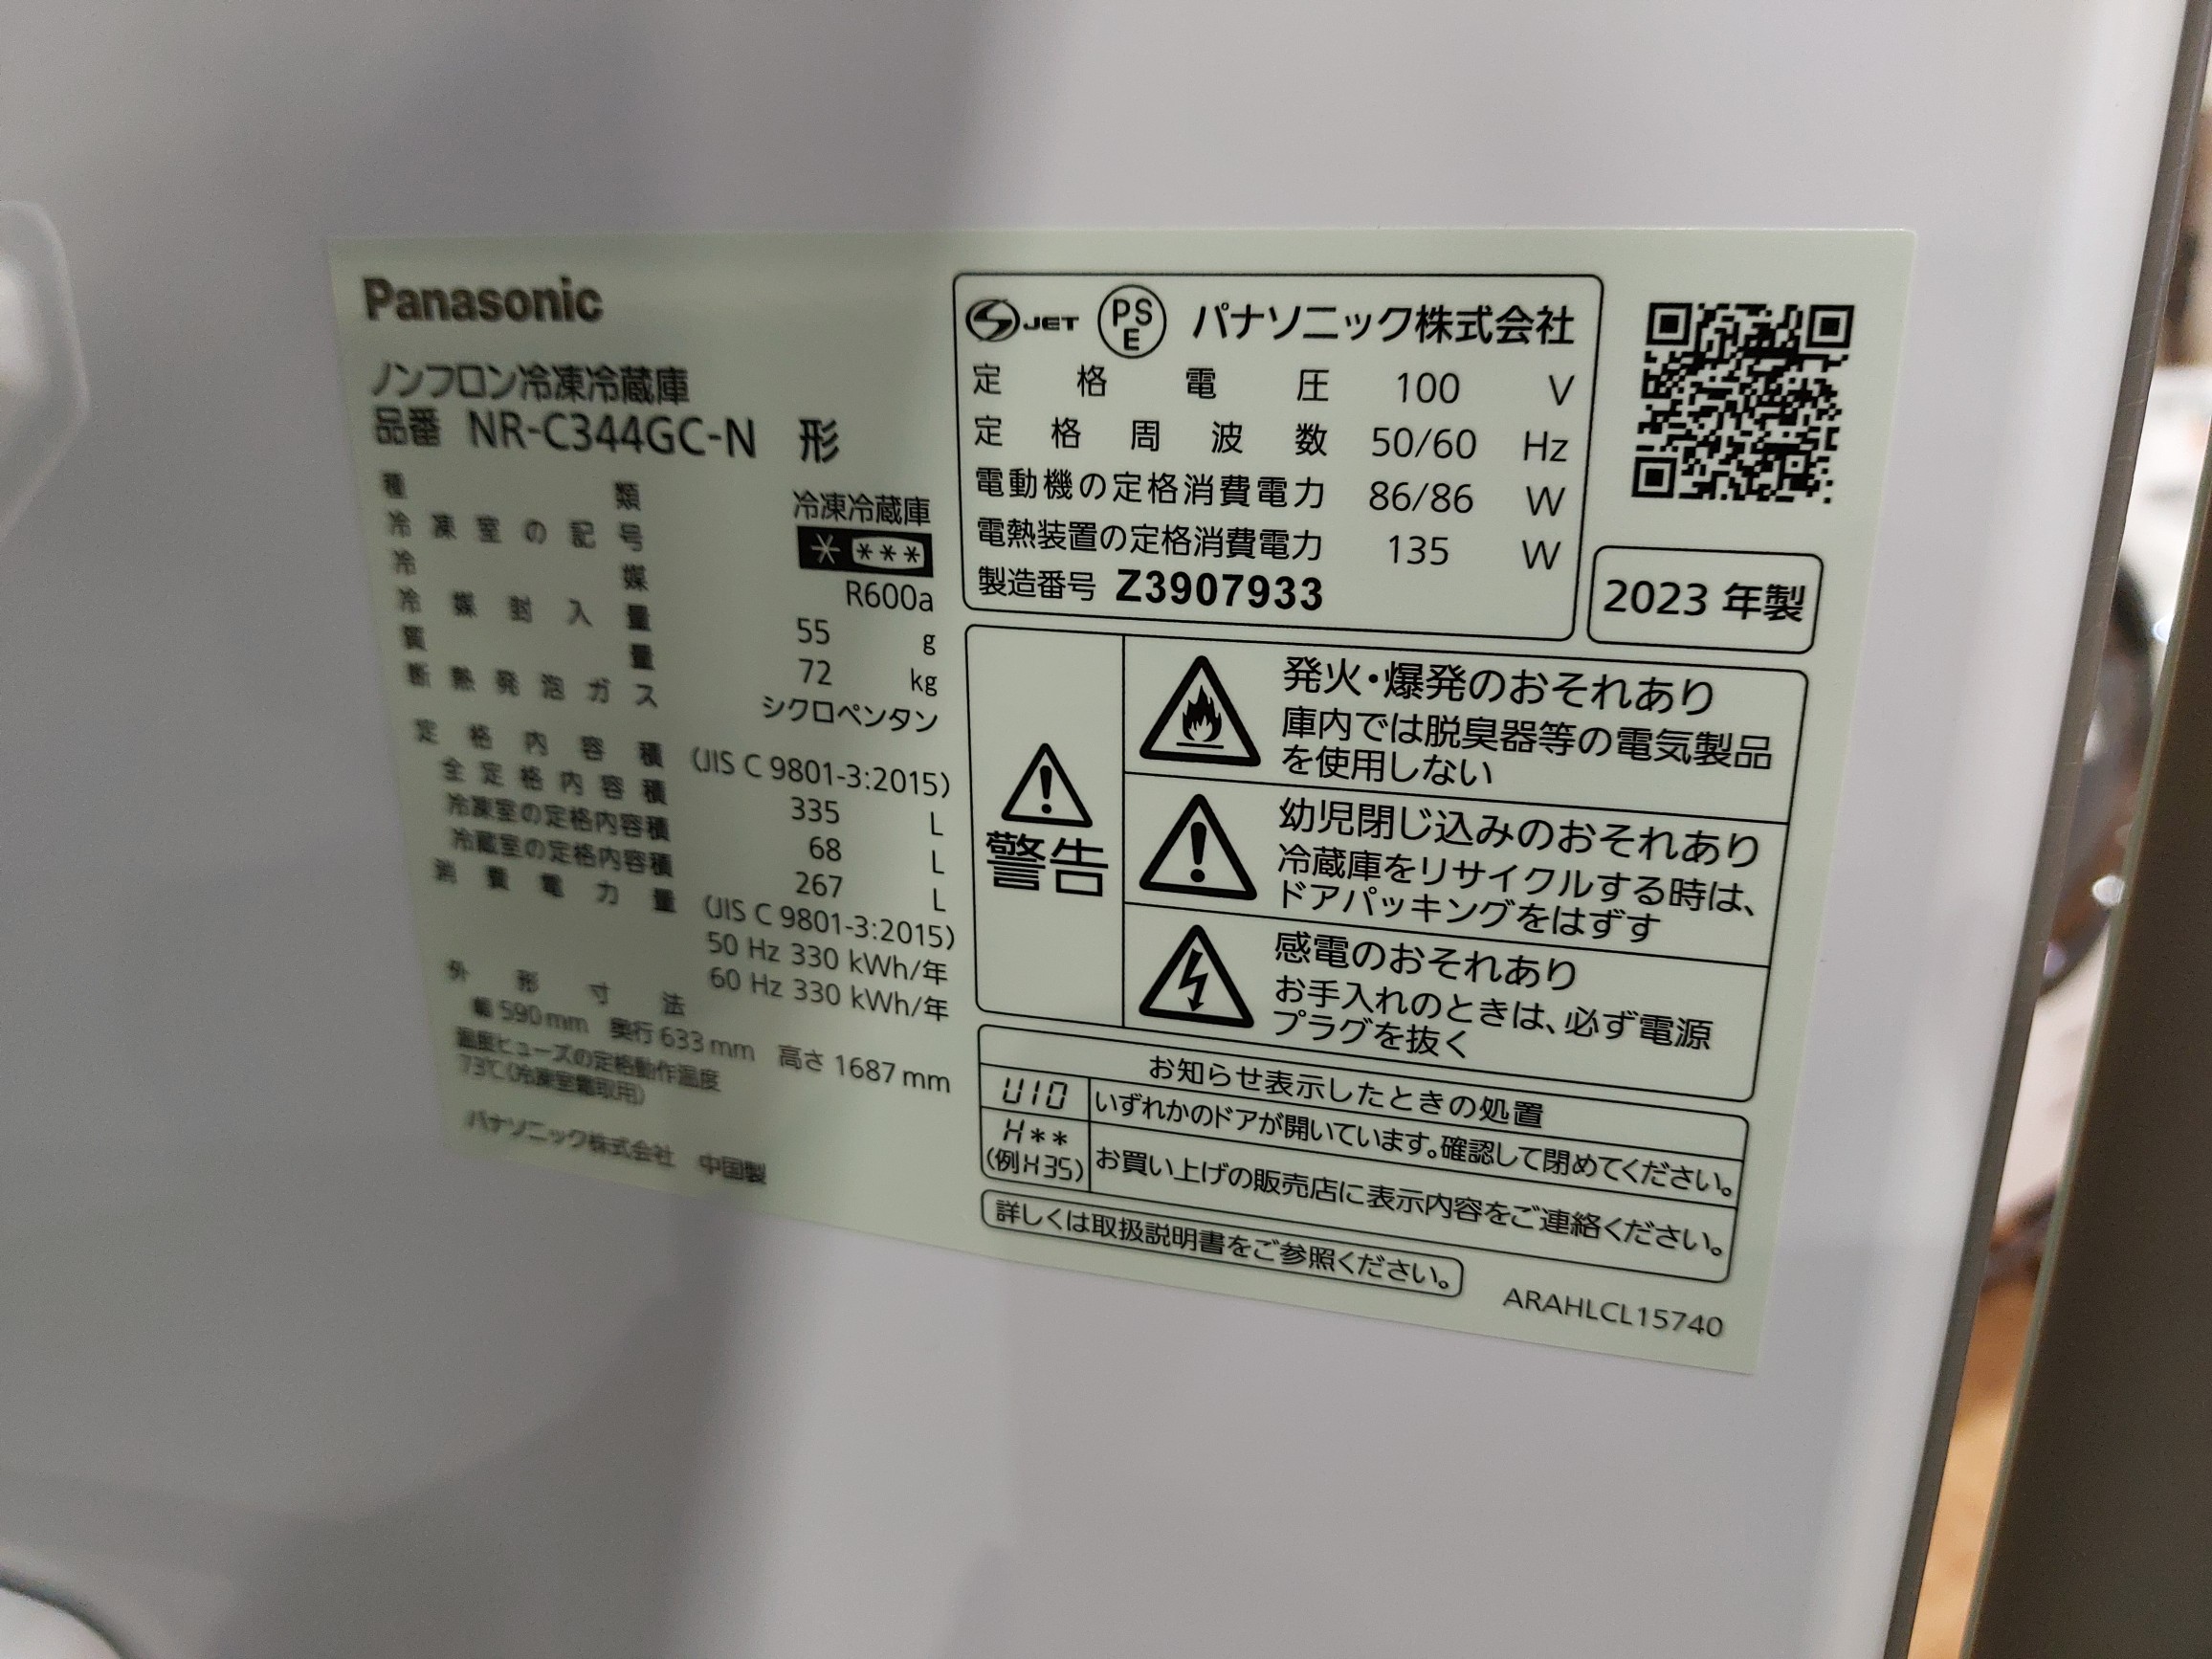 Panasonic
ノンフロン冷凍冷蔵庫
品番 NR-C344GC-N 形
種類 冷凍冷蔵庫
冷凍室の記号 * ***
冷媒 R600a
冷媒封入量 55 g
質量 72 kg
断熱発泡ガス シクロペンタン
定格内容積 (JIS C 9801-3:2015)
全定格内容積 335 L
冷凍室の定格内容積 68 L
冷蔵室の定格内容積 267 L
消費電力量 (JIS C 9801-3:2015)
50 Hz 330 kWh/年
60 Hz 330 kWh/年
外形寸法
幅 590 mm 奥行 633 mm 高さ 1687 mm
温度ヒューズの定格動作温度
73℃(冷凍室霜取用)
パナソニック株式会社 中国製
JET PSE パナソニック株式会社
定格電圧 100 V
定格周波数 50/60 Hz
電動機の定格消費電力 86/86 W
電熱装置の定格消費電力 135 W
製造番号 Z3907933
2023 年製
警告
発火・爆発のおそれあり
庫内では脱臭器等の電気製品
を使用しない
幼児閉じ込みのおそれあり
冷蔵庫をリサイクルする時は、
ドアパッキングをはずす
感電のおそれあり
お手入れのときは、必ず電源
プラグを抜く
お知らせ表示したときの処置
U10 いずれかのドアが開いています。確認して閉めてください。
H**
(例H35) お買い上げの販売店に表示内容をご連絡ください。
詳しくは取扱説明書をご参照ください。
ARAHLCL15740